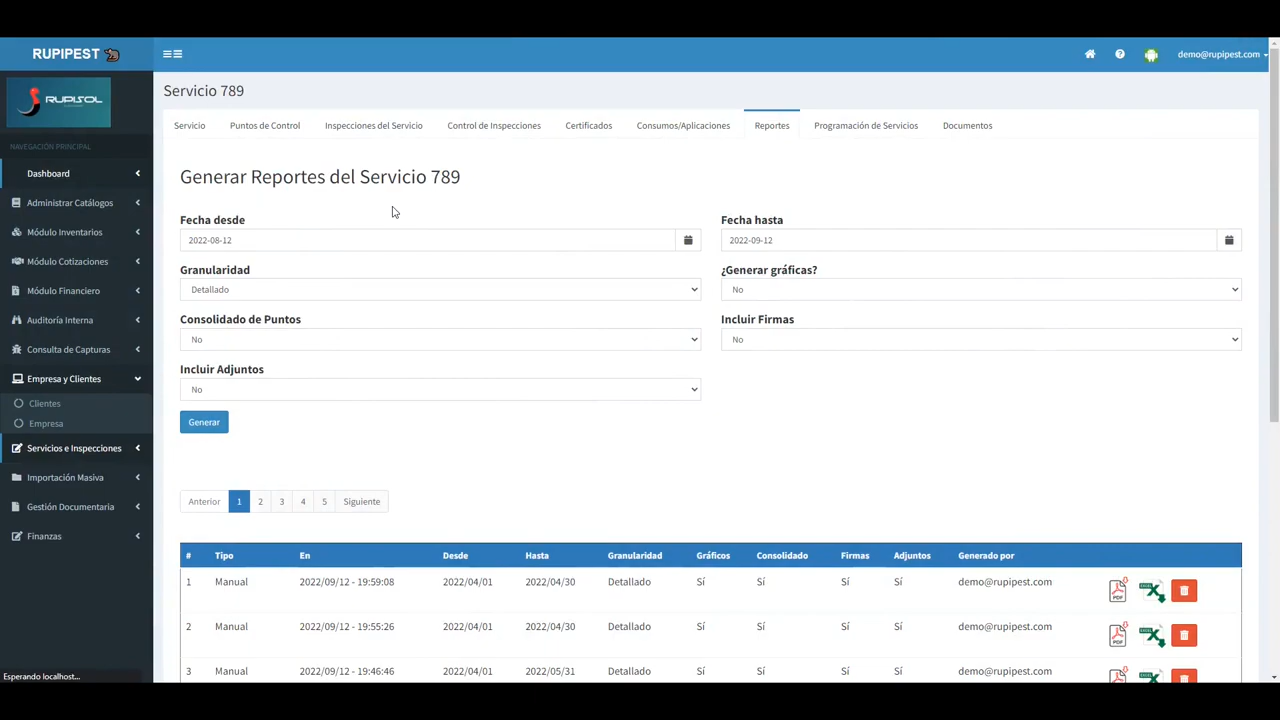 RUPIPEST
demo@rupipest.com
RUPISOL
Servicio 789
NAVEGACIÓN PRINCIPAL
Dashboard
Administrar Catálogos
Módulo Inventarios
Módulo Cotizaciones
Módulo Financiero
Auditoría Interna
Consulta de Capturas
Empresa y Clientes
Clientes
Empresa
Servicios e Inspecciones
Importación Masiva
Gestión Documentaria
Finanzas
Esperando localhost...
Servicio Puntos de Control Inspecciones del Servicio Control de Inspecciones Certificados Consumos/Aplicaciones Reportes Programación de Servicios Documentos
Generar Reportes del Servicio 789
Fecha desde Fecha hasta
2022-08-12 2022-09-12
Granularidad ¿Generar gráficas?
Detallado No
Consolidado de Puntos Incluir Firmas
No No
Incluir Adjuntos
No
Generar
Anterior 1 2 3 4 5 Siguiente
# Tipo En Desde Hasta Granularidad Gráficos Consolidado Firmas Adjuntos Generado por
1 Manual 2022/09/12 - 19:59:08 2022/04/01 2022/04/30 Detallado Sí Sí Sí Sí demo@rupipest.com PDF
2 Manual 2022/09/12 - 19:55:26 2022/04/01 2022/04/30 Detallado Sí Sí Sí Sí demo@rupipest.com PDF
3 Manual 2022/09/12 - 19:46:46 2022/04/01 2022/05/31 Detallado Sí Sí Sí Sí demo@rupipest.com